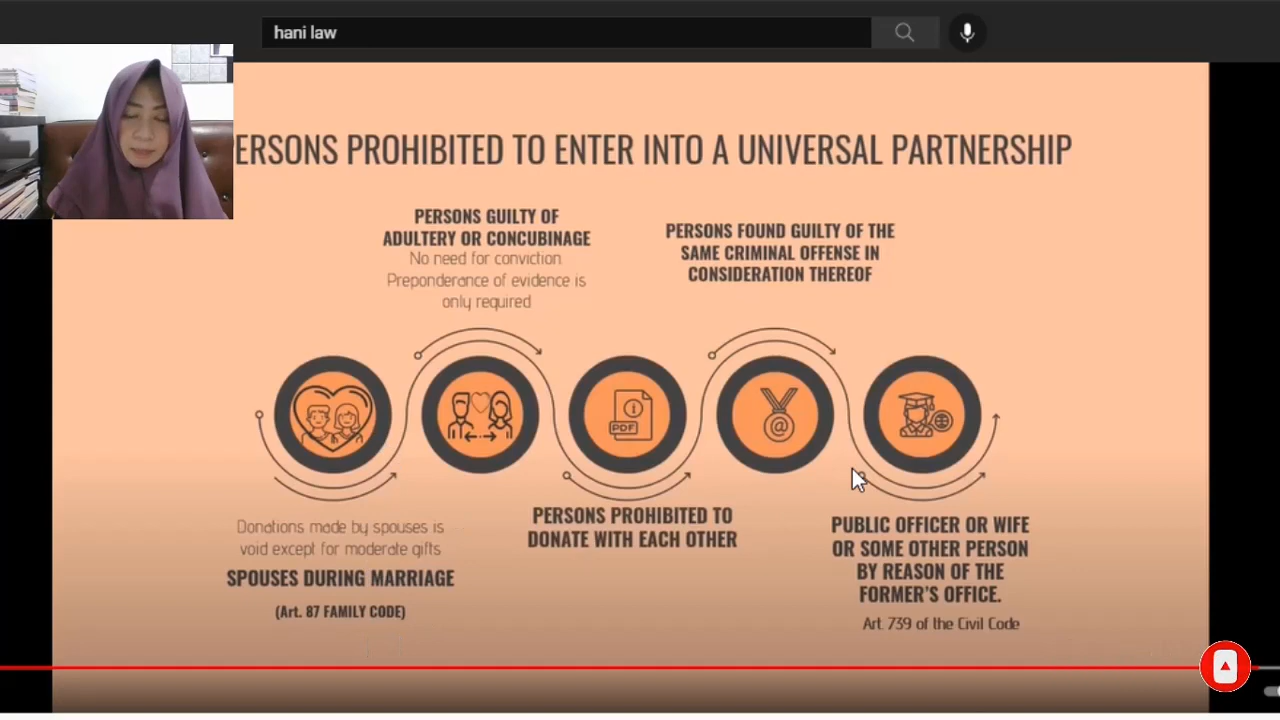 hani law
ERSONS PROHIBITED TO ENTER INTO A UNIVERSAL PARTNERSHIP
PERSONS GUILTY OF
ADULTERY OR CONCUBINAGE
No need for conviction.
Preponderance of evidence is
only required
PERSONS FOUND GUILTY OF THE
SAME CRIMINAL OFFENSE IN
CONSIDERATION THEREOF
PDF
@
Donations made by spouses is
void except for moderate gifts
SPOUSES DURING MARRIAGE
(Art. 87 FAMILY CODE)
PERSONS PROHIBITED TO
DONATE WITH EACH OTHER
PUBLIC OFFICER OR WIFE
OR SOME OTHER PERSON
BY REASON OF THE
FORMER'S OFFICE.
Art. 739 of the Civil Code